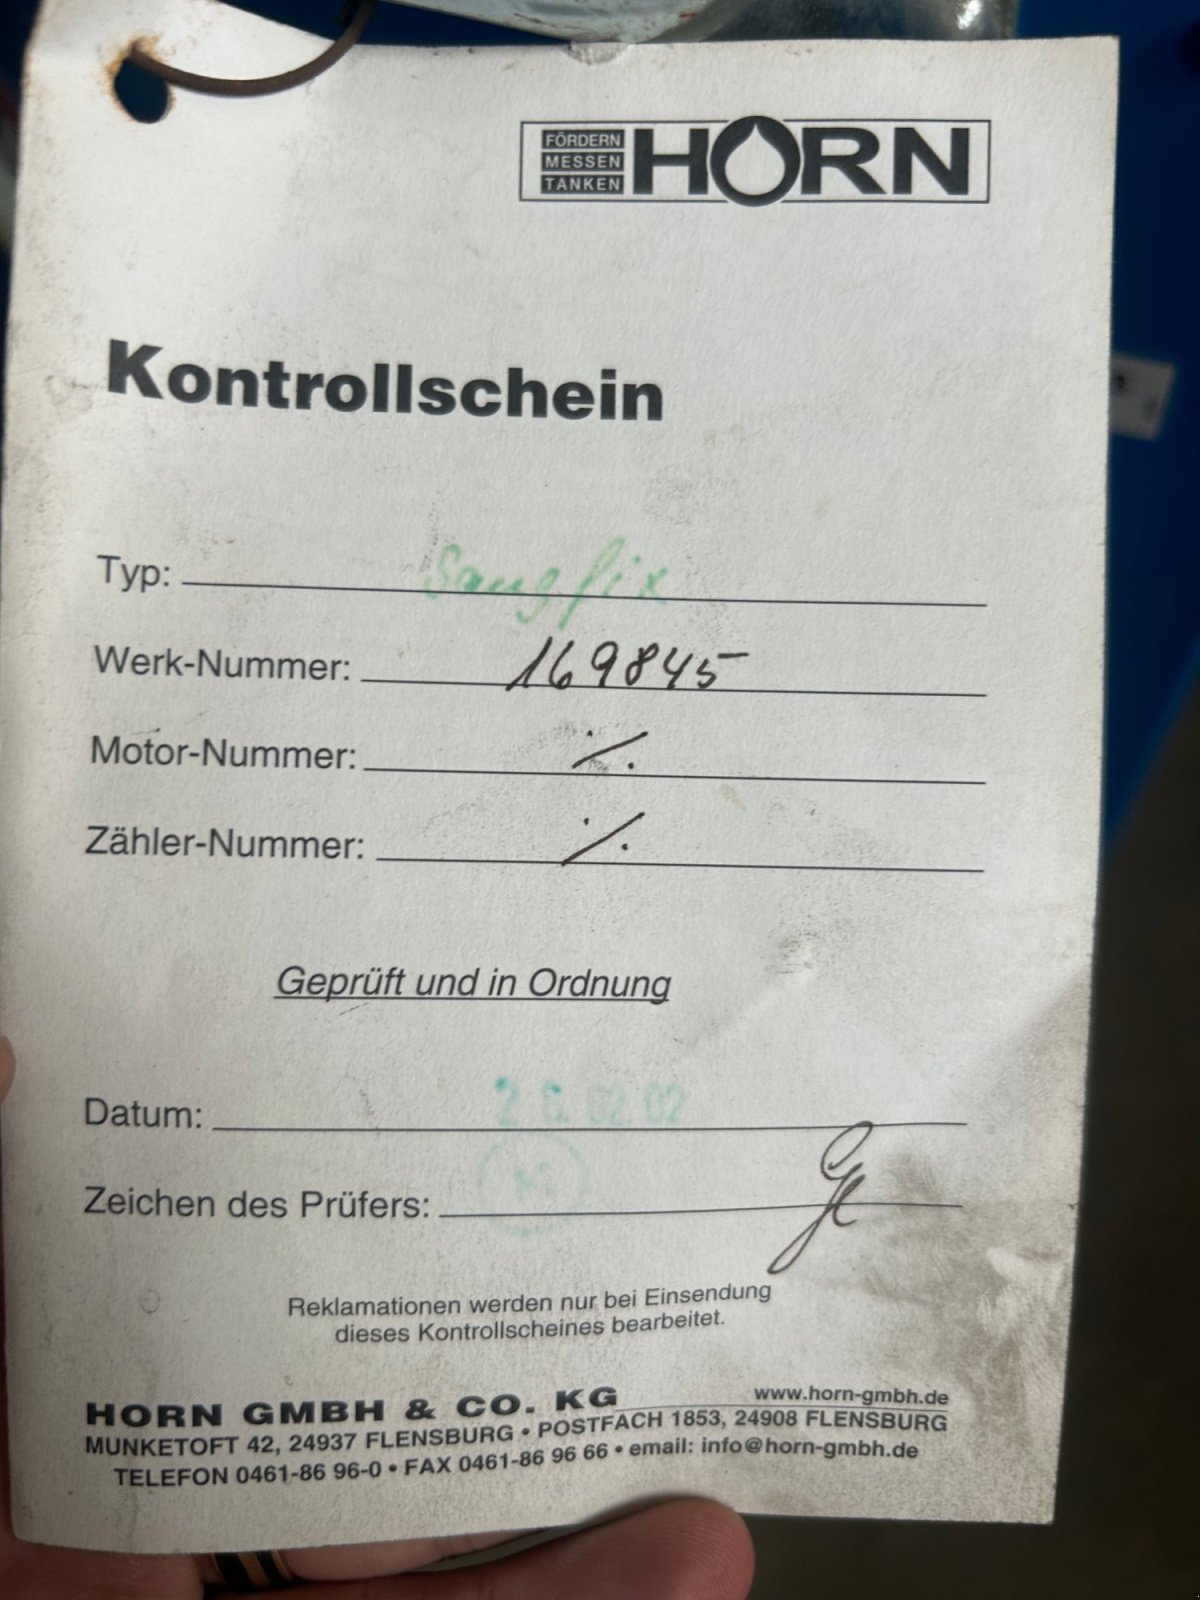 FÖRDERN
MESSEN
TANKEN
HORN
Kontrollschein
Typ: Saugfix
Werk-Nummer: 169845
Motor-Nummer: ⁒
Zähler-Nummer: ⁒
Geprüft und in Ordnung
Datum: 26.02.02
Zeichen des Prüfers:
Reklamationen werden nur bei Einsendung
dieses Kontrollscheines bearbeitet.
HORN GMBH & CO. KG www.horn-gmbh.de
MUNKETOFT 42, 24937 FLENSBURG • POSTFACH 1853, 24908 FLENSBURG
TELEFON 0461-86 96-0 • FAX 0461-86 96 66 • email: info@horn-gmbh.de